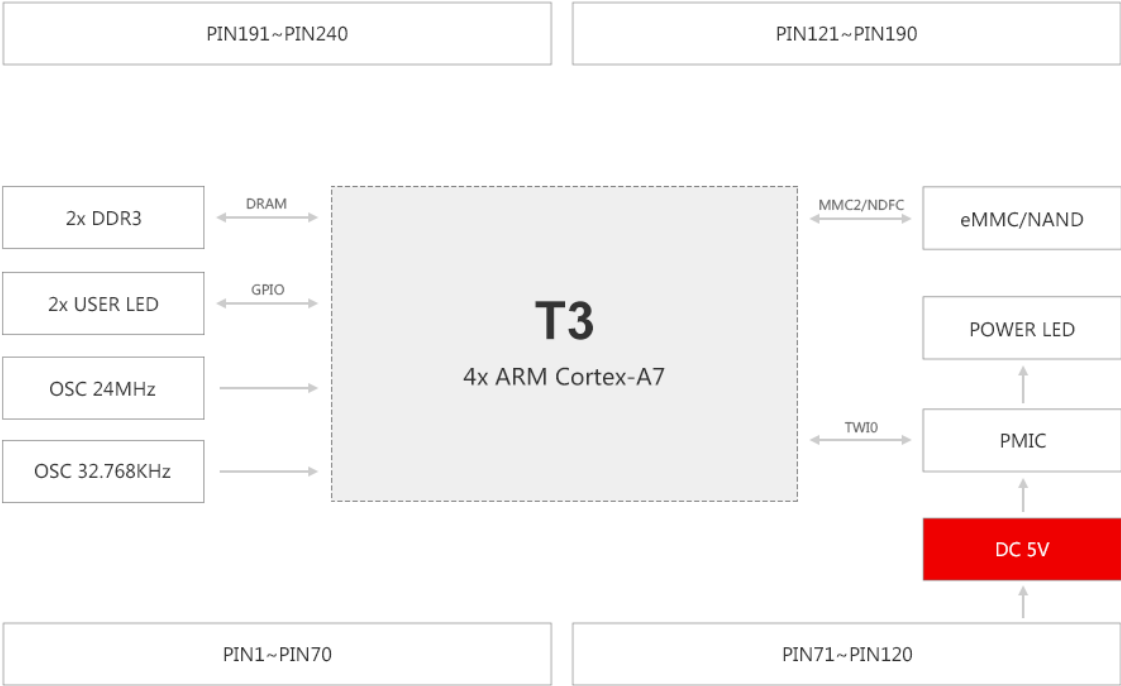 PIN191~PIN240
PIN121~PIN190
2x DDR3
DRAM
MMC2/NDFC
eMMC/NAND
2x USER LED
GPIO
T3
4x ARM Cortex-A7
POWER LED
OSC 24MHz
TWI0
PMIC
OSC 32.768KHz
DC 5V
PIN1~PIN70
PIN71~PIN120